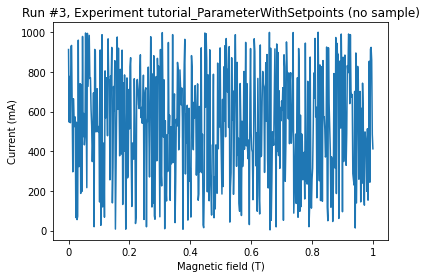 Run #3, Experiment tutorial_ParameterWithSetpoints (no sample)
1000
800
600
400
200
0
Current (mA)
0 0.2 0.4 0.6 0.8 1
Magnetic field (T)